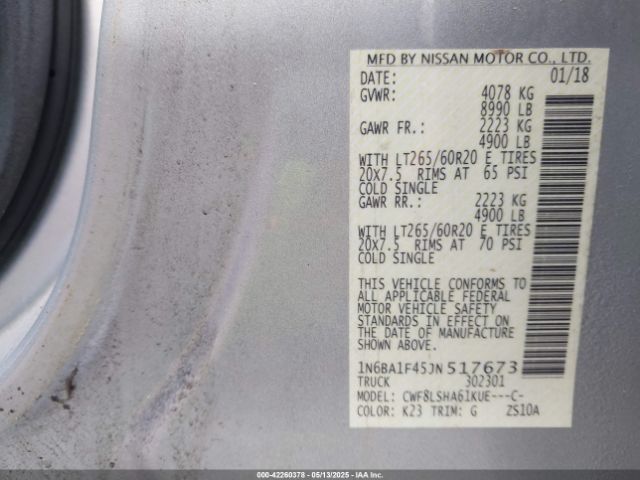 MFD BY NISSAN MOTOR CO., LTD.
DATE: 01/18
GVWR: 4078 KG
8990 LB
GAWR FR.: 2223 KG
4900 LB
WITH LT265/60R20 E TIRES
20x7.5 RIMS AT 65 PSI
COLD SINGLE
GAWR RR.: 2223 KG
4900 LB
WITH LT265/60R20 E TIRES
20x7.5 RIMS AT 70 PSI
COLD SINGLE
THIS VEHICLE CONFORMS TO
ALL APPLICABLE FEDERAL
MOTOR VEHICLE SAFETY
STANDARDS IN EFFECT ON
THE DATE OF MANUFACTURE
SHOWN ABOVE.
1N6BA1F45JN517673
TRUCK 302301
MODEL: CWF8LSHA61KUE---C-
COLOR: K23 TRIM: G ZS10A
000-42260378 - 05/13/2025 - IAAI.COM